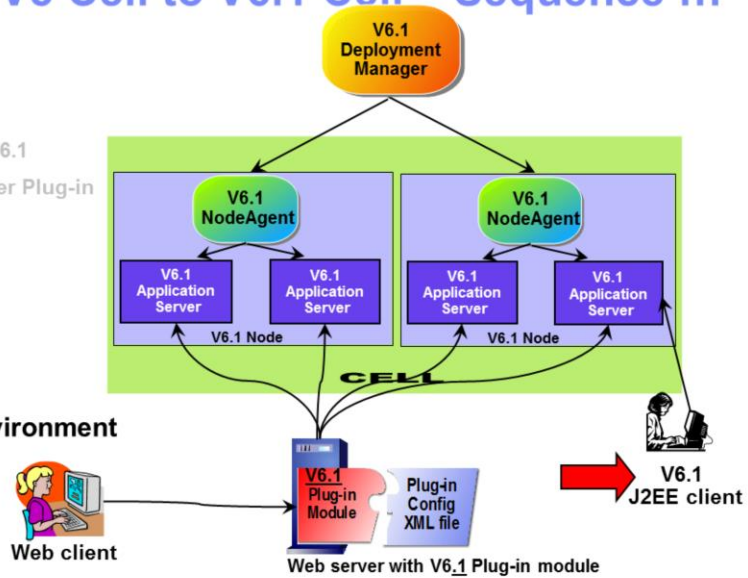 V6.1
Deployment
Manager
6.1
er Plug-in
V6.1
NodeAgent
V6.1
NodeAgent
V6.1
Application
Server
V6.1
Application
Server
V6.1
Application
Server
V6.1
Application
Server
V6.1 Node
V6.1 Node
CELL
vironment
V6.1
Plug-in
Module
Plug-in
Config
XML file
V6.1
J2EE client
Web client
Web server with V6.1 Plug-in module